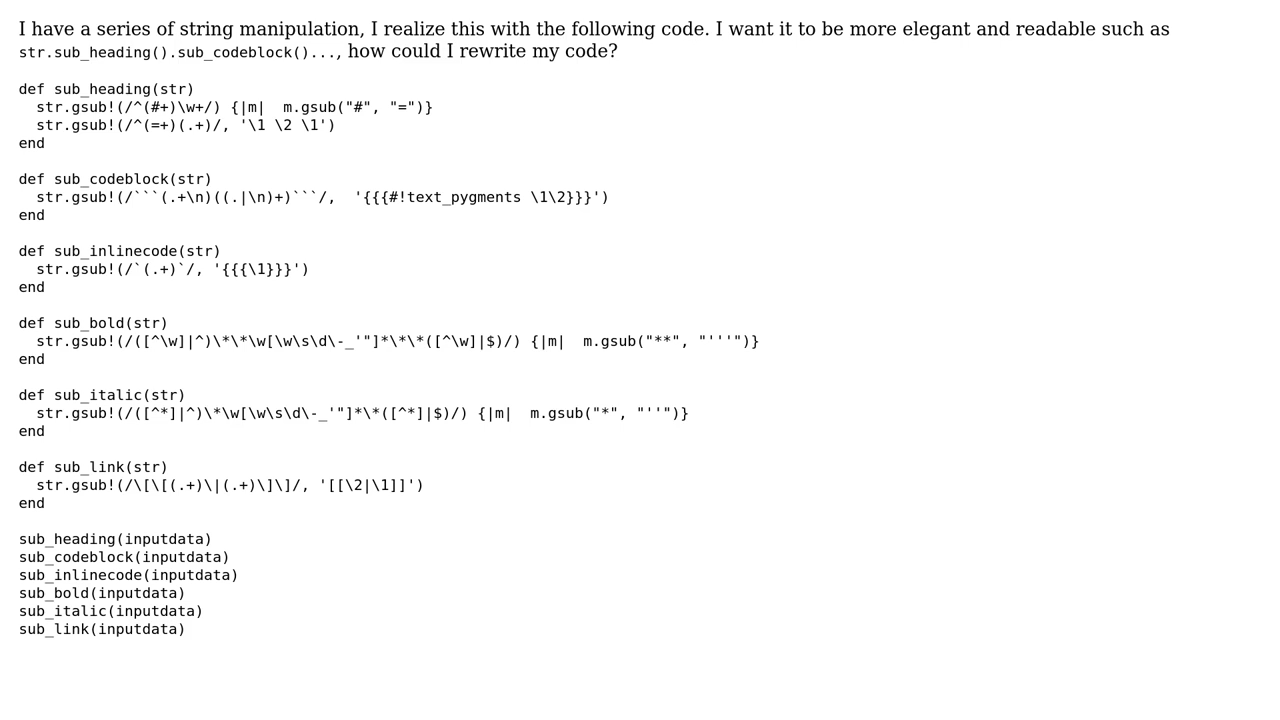 I have a series of string manipulation, I realize this with the following code. I want it to be more elegant and readable such as
str.sub_heading().sub_codeblock()..., how could I rewrite my code?
def sub_heading(str)
  str.gsub!(/^(#+)\w+/) {|m|  m.gsub("#", "=")}
  str.gsub!(/^(=+)(.+)/, '\1 \2 \1')
end
def sub_codeblock(str)
  str.gsub!(/```(.+\n)((.|\n)+)```/,  '{{{#!text_pygments \1\2}}}')
end
def sub_inlinecode(str)
  str.gsub!(/`(.+)`/, '{{{\1}}}')
end
def sub_bold(str)
  str.gsub!(/([^\w]|^)\*\*\w[\w\s\d\-_'"]*\*\*([^\w]|$)/) {|m|  m.gsub("**", "'''")}
end
def sub_italic(str)
  str.gsub!(/([^*]|^)\*\w[\w\s\d\-_'"]*\*([^*]|$)/) {|m|  m.gsub("*", "''")}
end
def sub_link(str)
  str.gsub!(/\[\[(.+)\|(.+)\]\]/, '[[\2|\1]]')
end
sub_heading(inputdata)
sub_codeblock(inputdata)
sub_inlinecode(inputdata)
sub_bold(inputdata)
sub_italic(inputdata)
sub_link(inputdata)